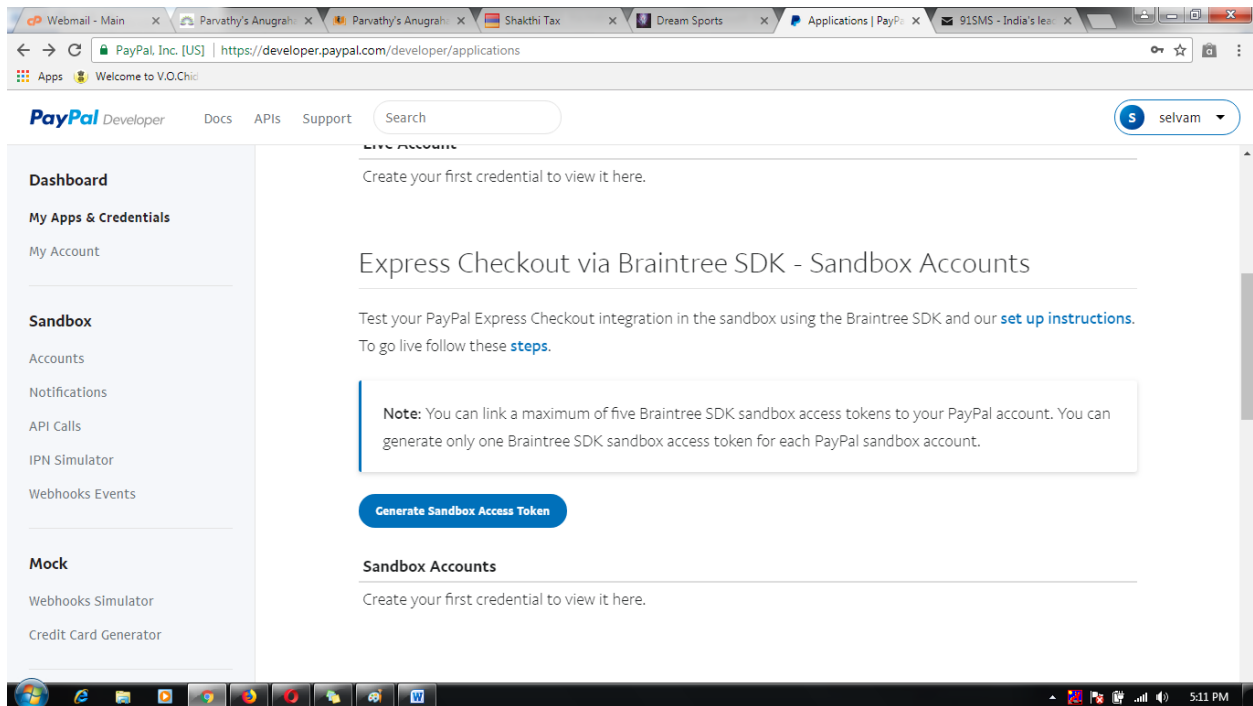 Webmail - Main
Parvathy's Anugrah
Parvathy's Anugrah
Shakthi Tax
Dream Sports
Applications | PayPa
91SMS - India's lead
PayPal, Inc. [US] | https://developer.paypal.com/developer/applications
Apps Welcome to V.O.Chid
PayPal Developer Docs APIs Support Search S selvam
Live Account
Create your first credential to view it here.
Dashboard
My Apps & Credentials
My Account
Sandbox
Accounts
Notifications
API Calls
IPN Simulator
Webhooks Events
Mock
Webhooks Simulator
Credit Card Generator
Express Checkout via Braintree SDK - Sandbox Accounts
Test your PayPal Express Checkout integration in the sandbox using the Braintree SDK and our set up instructions.
To go live follow these steps.
Note: You can link a maximum of five Braintree SDK sandbox access tokens to your PayPal account. You can
generate only one Braintree SDK sandbox access token for each PayPal sandbox account.
Generate Sandbox Access Token
Sandbox Accounts
Create your first credential to view it here.
5:11 PM